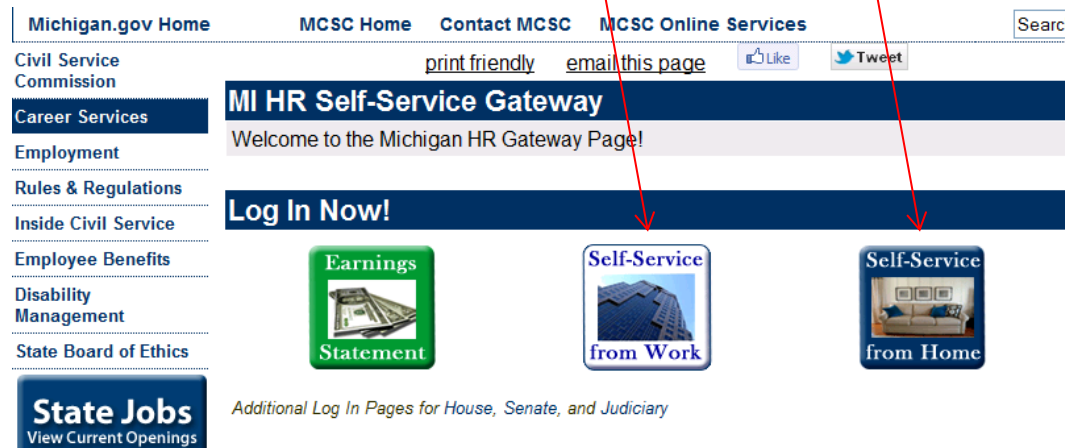 Michigan.gov Home
MCSC Home Contact MCSC MCSC Online Services
Searc
print friendly email this page Like Tweet
Civil Service
Commission
Career Services
Employment
Rules & Regulations
Inside Civil Service
Employee Benefits
Disability
Management
State Board of Ethics
State Jobs
View Current Openings
MI HR Self-Service Gateway
Welcome to the Michigan HR Gateway Page!
Log In Now!
Earnings
Statement
Self-Service
from Work
Self-Service
from Home
Additional Log In Pages for House, Senate, and Judiciary